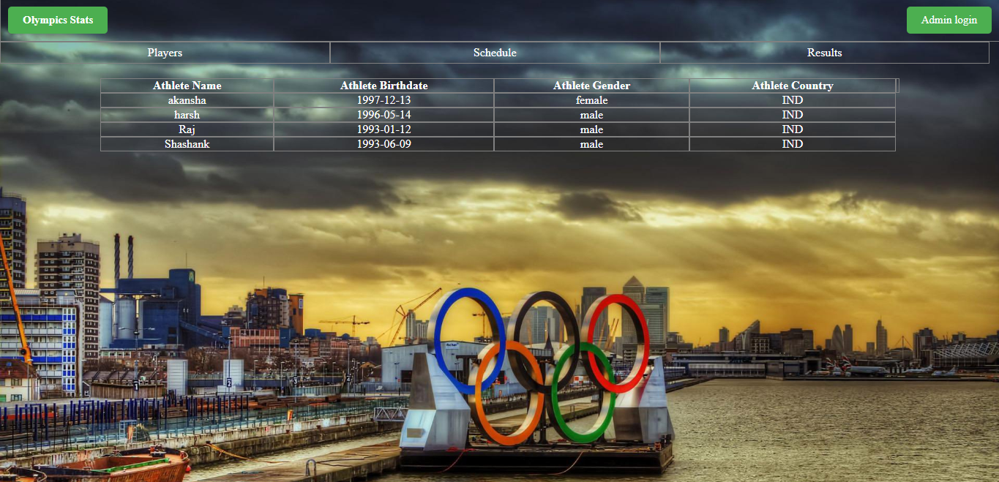 Olympics Stats Admin login
Players Schedule Results
Athlete Name Athlete Birthdate Athlete Gender Athlete Country
akansha 1997-12-13 female IND
harsh 1996-05-14 male IND
Raj 1993-01-12 male IND
Shashank 1993-06-09 male IND